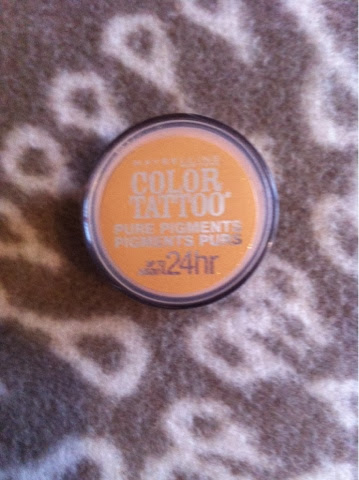 MAYBELLINE
COLOR
TATTOO
PURE PIGMENTS
PIGMENTS PURS
24hr